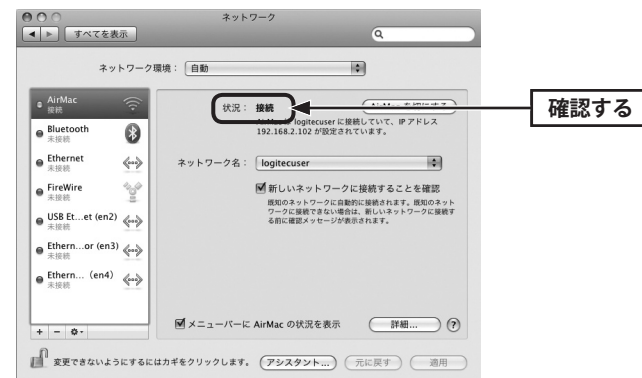 ネットワーク
すべてを表示
ネットワーク環境： 自動
AirMac
接続
Bluetooth
未接続
Ethernet
未接続
FireWire
未接続
USB Et...et (en2)
未接続
Ethern...or (en3)
未接続
Ethern... (en4)
未接続
状況： 接続
確認する
logitecuser に接続していて、IP アドレス
192.168.2.102 が設定されています。
ネットワーク名： logitecuser
新しいネットワークに接続することを確認
既知のネットワークに自動的に接続されます。既知のネット
ワークに接続できない場合は、新しいネットワークに接続す
る前に確認メッセージが表示されます。
メニューバーに AirMac の状況を表示
詳細... ?
変更できないようにするにはカギをクリックします。
アシスタント... 元に戻す 適用